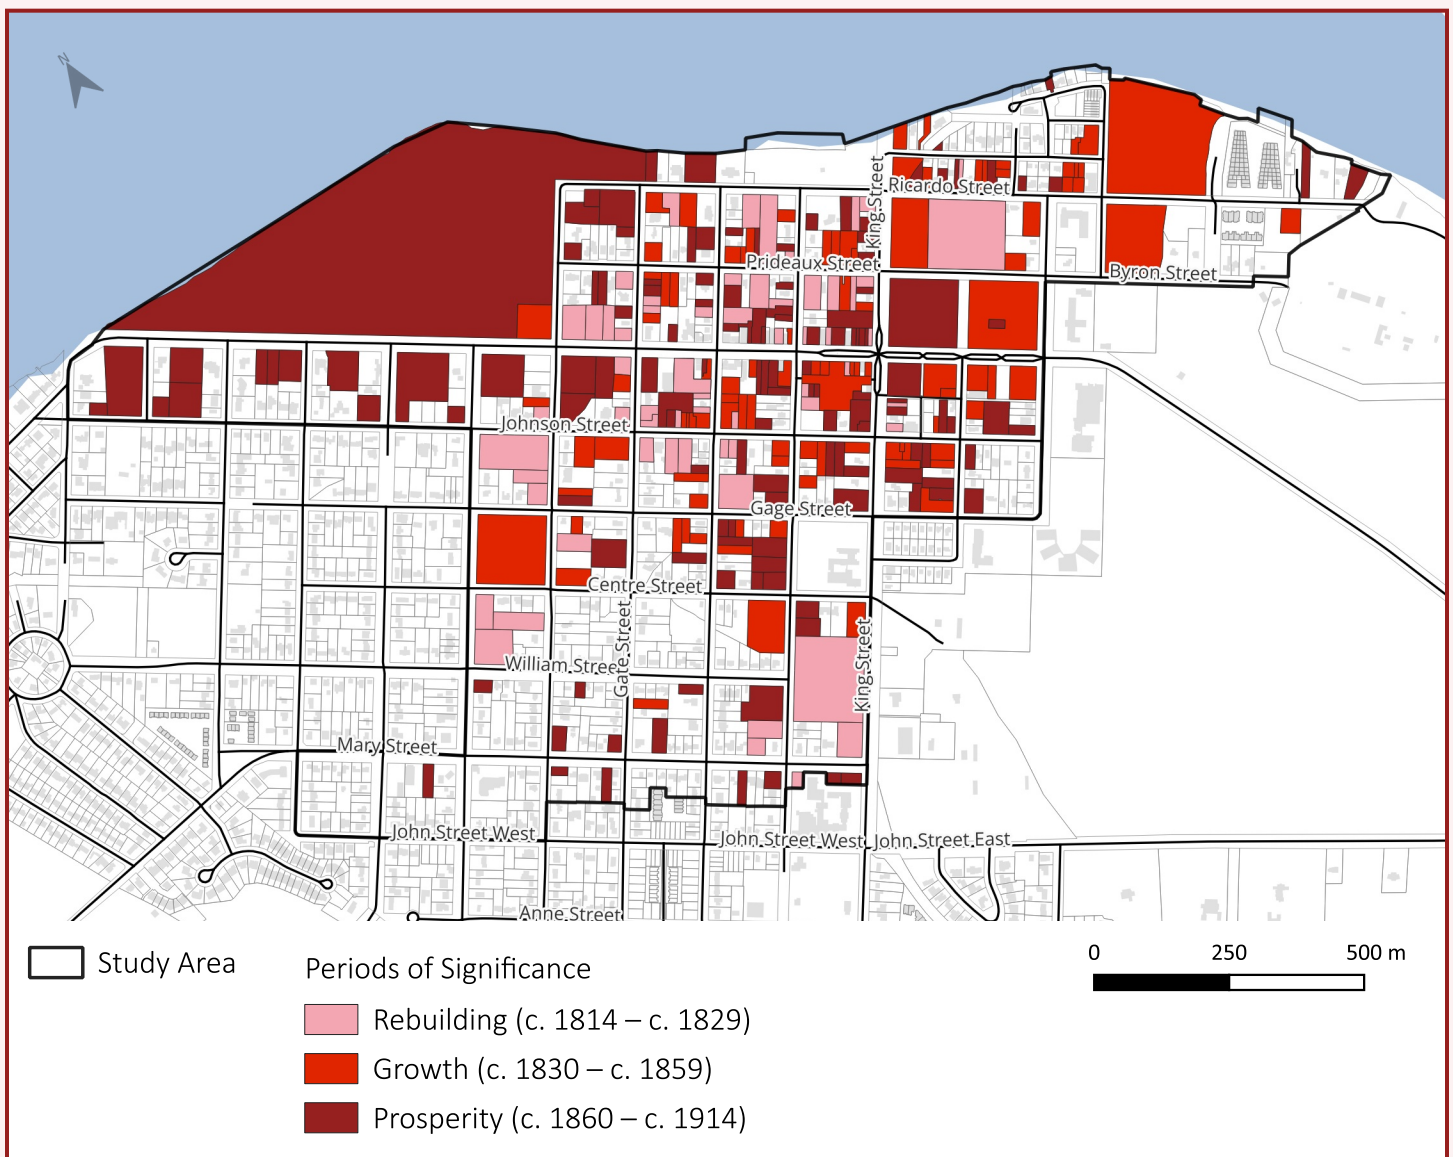 N
King Street
Ricardo Street
Prideaux Street
Byron Street
Johnson Street
Gage Street
Centre Street
Gate Street
William Stree
King Street
Mary Street
John Street West
John Street West
John Street East
Anne Street
Study Area
Periods of Significance
Rebuilding (c. 1814 – c. 1829)
Growth (c. 1830 – c. 1859)
Prosperity (c. 1860 – c. 1914)
0 250 500 m